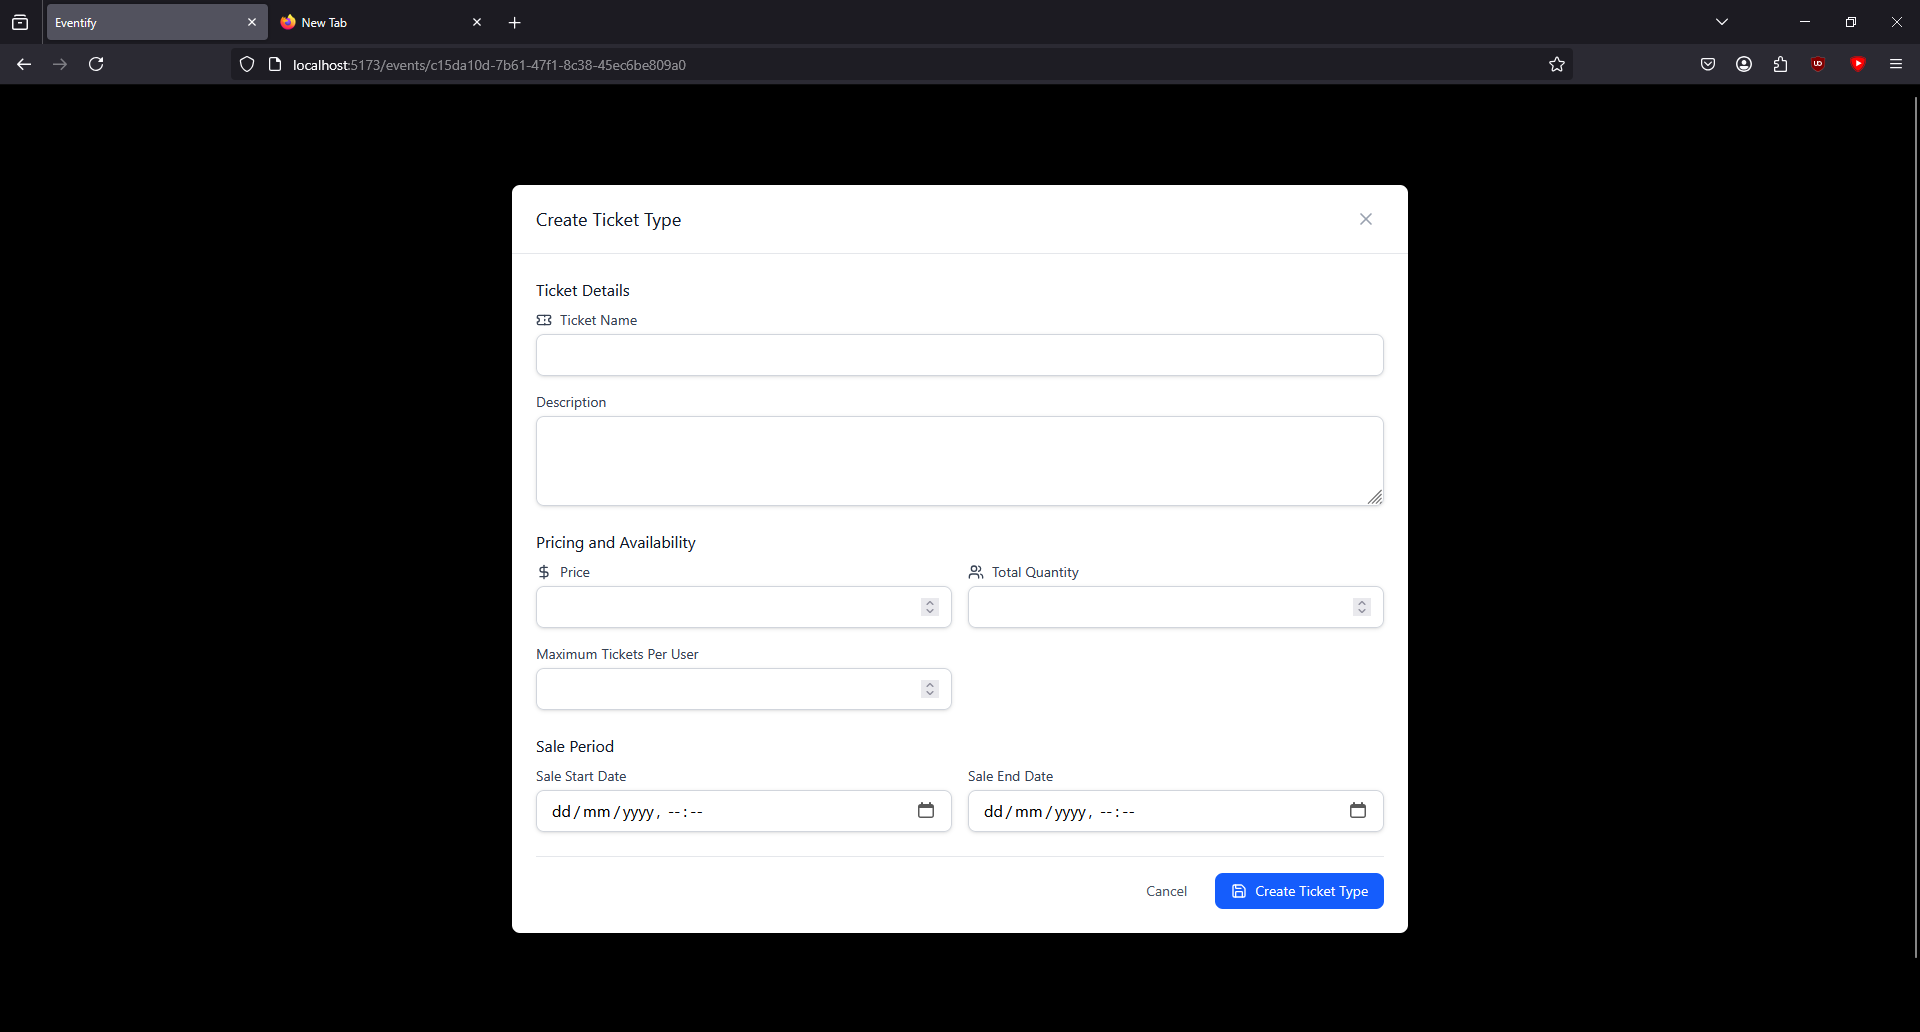 Eventify
New Tab
localhost:5173/events/c15da10d-7b61-47f1-8c38-45ec6be809a0
Create Ticket Type
Ticket Details
Ticket Name
Description
Pricing and Availability
Price
Total Quantity
Maximum Tickets Per User
Sale Period
Sale Start Date
Sale End Date
dd/mm/yyyy, --:--
dd/mm/yyyy, --:--
Cancel
Create Ticket Type